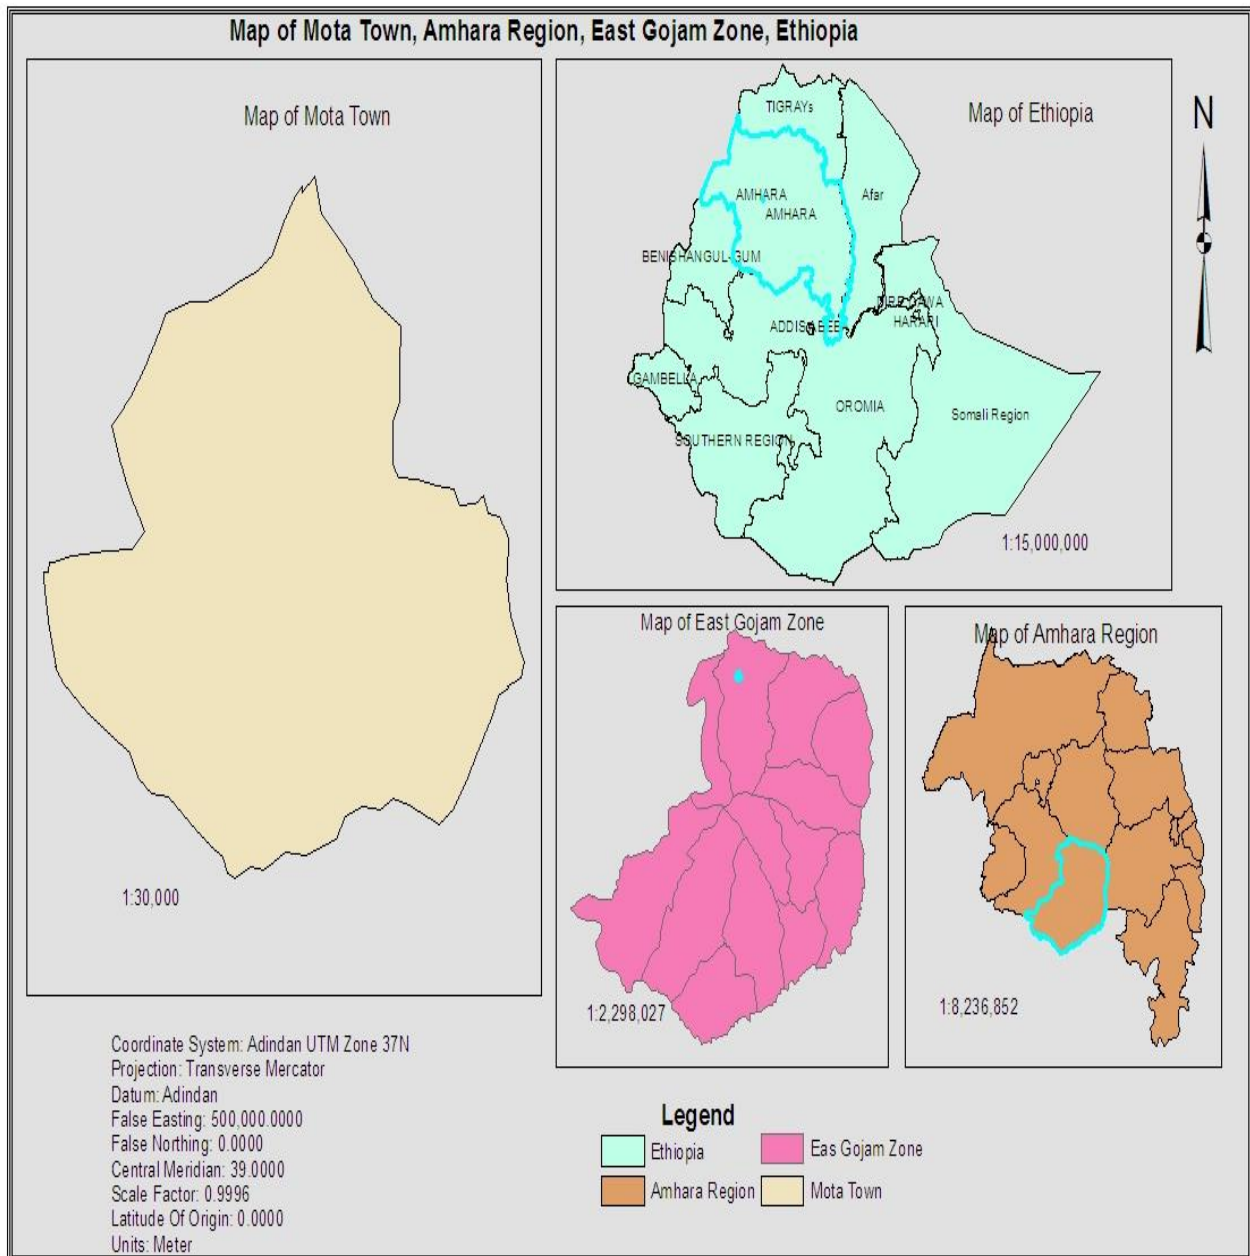 Map of Mota Town, Amhara Region, East Gojam Zone, Ethiopia
Map of Mota Town
1:30,000
Map of Ethiopia
N
TIGRAYs
AMHARA
AMHARA
Afar
BENISHANGUL-GUM
DIRE DAWA
HARARI
ADDIS ABEB
GAMBELLA
OROMIA
Somali Region
SOUTHERN REGION
1:15,000,000
Map of East Gojam Zone
1:2,298,027
Map of Amhara Region
1:8,236,852
Coordinate System: Adindan UTM Zone 37N
Projection: Transverse Mercator
Datum: Adindan
False Easting: 500,000.0000
False Northing: 0.0000
Central Meridian: 39.0000
Scale Factor: 0.9996
Latitude Of Origin: 0.0000
Units: Meter
Legend
Ethiopia
Eas Gojam Zone
Amhara Region
Mota Town